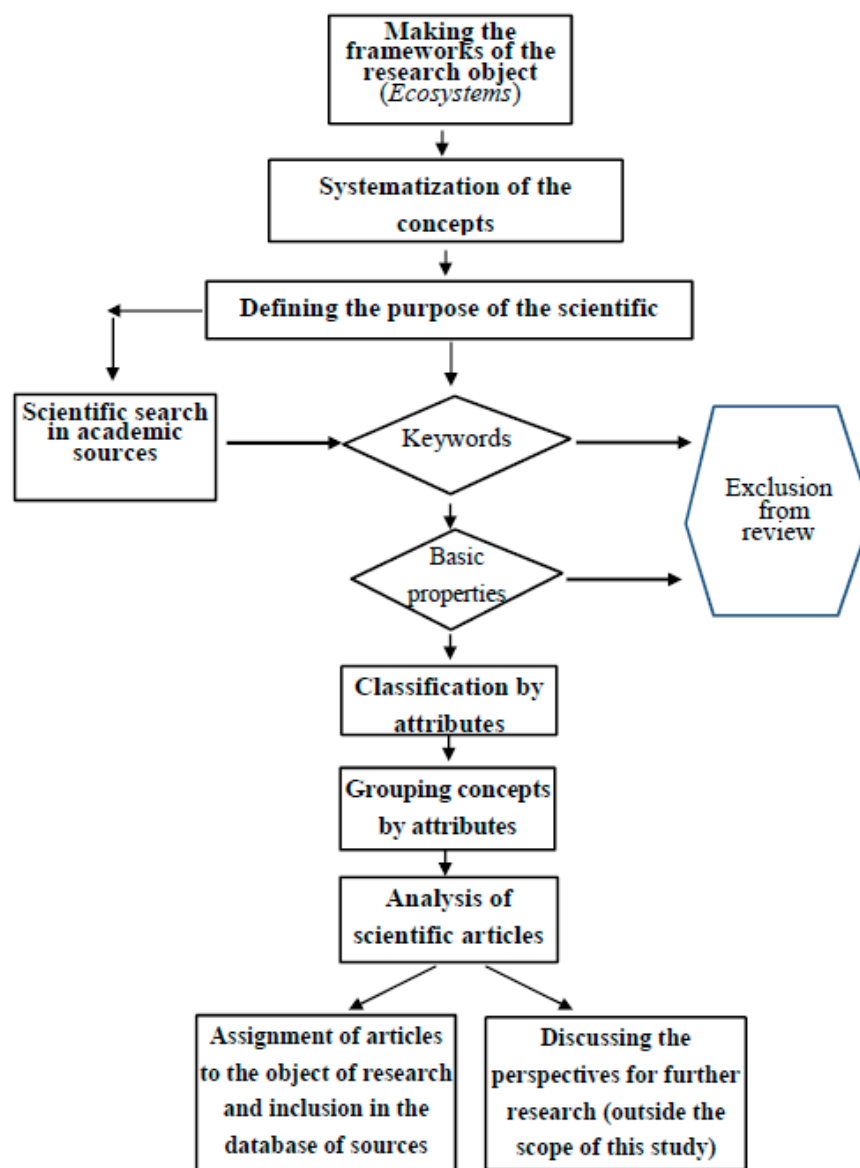 Making the
frameworks of the
research object
(Ecosystems)
Systematization of the
concepts
Defining the purpose of the scientific
Scientific search
in academic
sources
Keywords
Exclusion
from
review
Basic
properties
Classification by
attributes
Grouping concepts
by attributes
Analysis of
scientific articles
Assignment of articles
to the object of research
and inclusion in the
database of sources
Discussing the
perspectives for further
research (outside the
scope of this study)